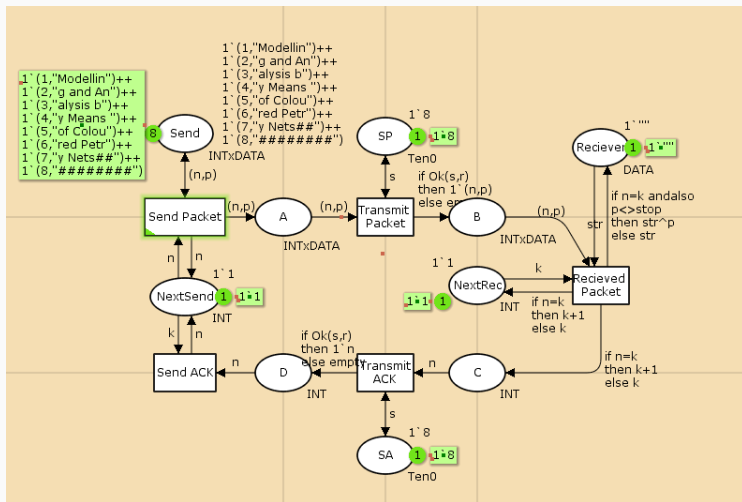 1`(1,"Modellin")++
1`(2,"g and An")++
1`(3,"alysis b")++
1`(4,"y Means ")++
1`(5,"of Colou")++
1`(6,"red Petr")++
1`(7,"y Nets##")++
1`(8,"########")
1`(1,"Modellin")++
1`(2,"g and An")++
1`(3,"alysis b")++
1`(4,"y Means ")++
1`(5,"of Colou")++
1`(6,"red Petr")++
1`(7,"y Nets##")++
1`(8,"########")
8
Send
INTxDATA
(n,p)
1`8
SP
1
1`8
Ten0
s
1`""
Reciever
1
1`""
DATA
if Ok(s,r)
then 1`(n,p)
else em
if n=k andalso
p<>stop
then str^p
else str
str
Send Packet
(n,p)
A
INTxDATA
(n,p)
Transmit
Packet
B
INTxDATA
(n,p)
n
n
1`1
NextSend
1
1`1
INT
1`1
NextRec
1`1
1
INT
k
if n=k
then k+1
else k
Recieved
Packet
k
n
if Ok(s,r)
then 1`n
else empty
Send ACK
n
D
INT
Transmit
ACK
n
C
INT
if n=k
then k+1
else k
s
1`8
SA
1
1`8
Ten0